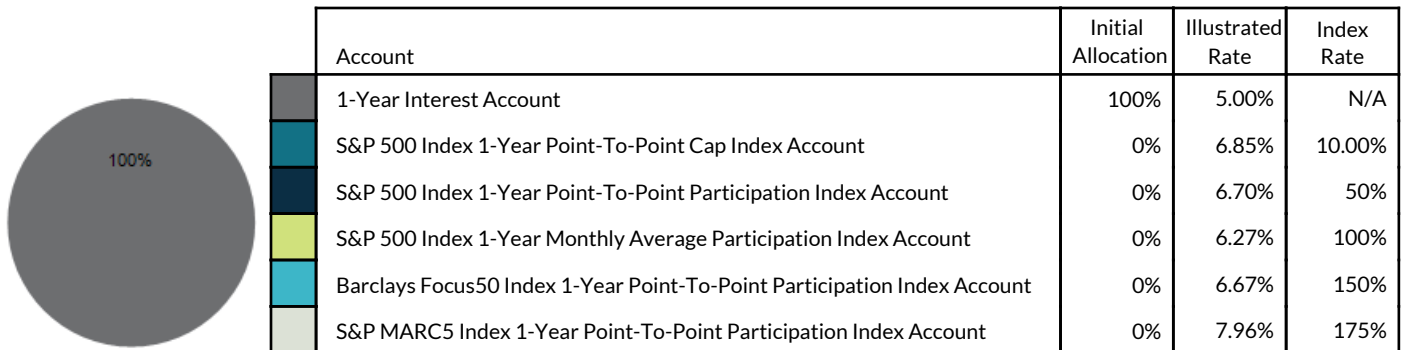 Account Initial Allocation Illustrated Rate Index Rate
1-Year Interest Account 100% 5.00% N/A
S&P 500 Index 1-Year Point-To-Point Cap Index Account 0% 6.85% 10.00%
100%
S&P 500 Index 1-Year Point-To-Point Participation Index Account 0% 6.70% 50%
S&P 500 Index 1-Year Monthly Average Participation Index Account 0% 6.27% 100%
Barclays Focus50 Index 1-Year Point-To-Point Participation Index Account 0% 6.67% 150%
S&P MARC5 Index 1-Year Point-To-Point Participation Index Account 0% 7.96% 175%